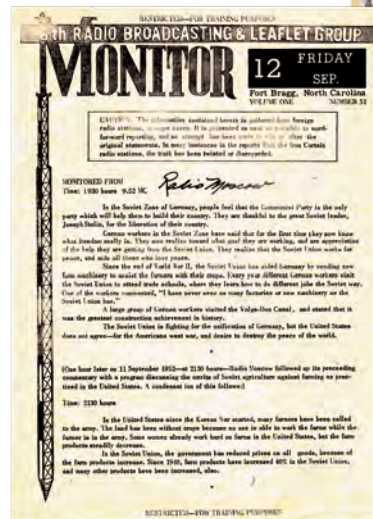 RESTRICTED—FOR TRAINING PURPOSES
6th RADIO BROADCASTING & LEAFLET GROUP
MONITOR
12 FRIDAY
SEP.
Fort Bragg, North Carolina
VOLUME ONE NUMBER 52
CAUTION: The information contained herein is gathered from foreign
radio stations, It is presented as near as possible to word-
for-word reporting, and no attempt has been made to or alter the
original statements. In many instances in the reports from the Iron Curtain
radio stations, the truth has been twisted or disregarded.
MONITORED FROM Radio Moscow
Time: 1930 hours 9.52 MC
In the Soviet Zone of Germany, people feel that the Communist Party is the only
party which will help them to build their country. They are thankful to the great Soviet leader,
Joseph Stalin, for the liberation of their country.
German workers in the Soviet Zone have said that for the first time they now know
what freedom really is. They now realize toward what goal they are working, and are appreciative
of the help they are getting from the Soviet Union. They realize that the Soviet Union works for
peace, and aids all those who love peace.
Since the end of World War II, the Soviet Union has aided Germany by sending new
farm machinery to assist the farmers with their crops. Every year different German workers visit
the Soviet Union to attend trade schools, where they learn how to do different jobs the Soviet way.
One of the workers commented, "I have never seen so many factories or new machinery as the
Soviet Union has."
A large group of German workers visited the Volga-Don Canal, and stated that it
was the greatest construction achievement in history.
The Soviet Union is fighting for the unification of Germany, but the United States
does not agree—for the Americans want war, and desire to destroy the peace of the world.
(One hour later on 11 September 1952—at 2130 hours—Radio Moscow followed up its preceeding
commentary with a program discussing the merits of Soviet agriculture against farming as prac-
ticed in the United States. A condensation of this followed)
Time: 2130 hours
In the United States since the Korean War started, many farmers have been called
to the army. The land has been without crops because no one is able to work the farms while the
farmer is in the army. Some women already work hard on farms in the United States, but the farm
products steadily decrease.
In the Soviet Union, the government has reduced prices on all goods, because of
the farm products increase. Since 1940, farm products have increased 40% in the Soviet Union,
and many other products have been increased, also.
RESTRICTED—FOR TRAINING PURPOSES